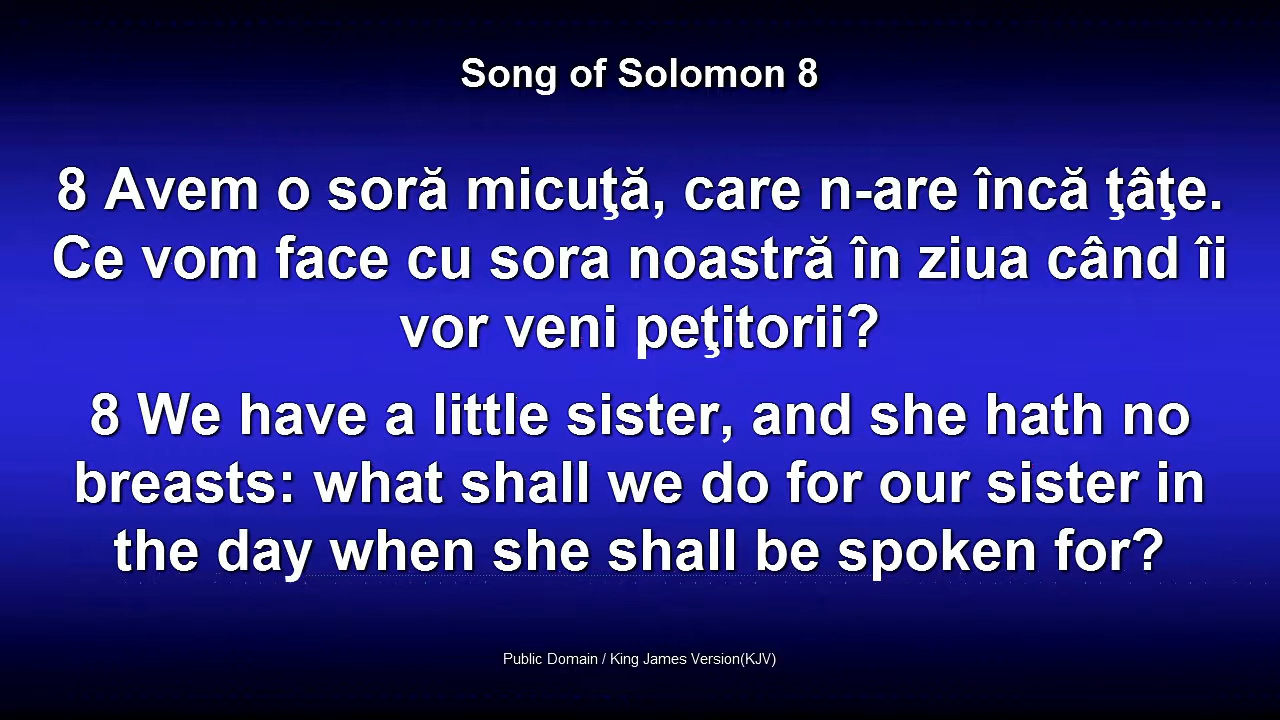 Song of Solomon 8
8 Avem o soră micuţă, care n-are încă ţâţe.
Ce vom face cu sora noastră în ziua când îi
vor veni peţitorii?
8 We have a little sister, and she hath no
breasts: what shall we do for our sister in
the day when she shall be spoken for?
Public Domain / King James Version(KJV)